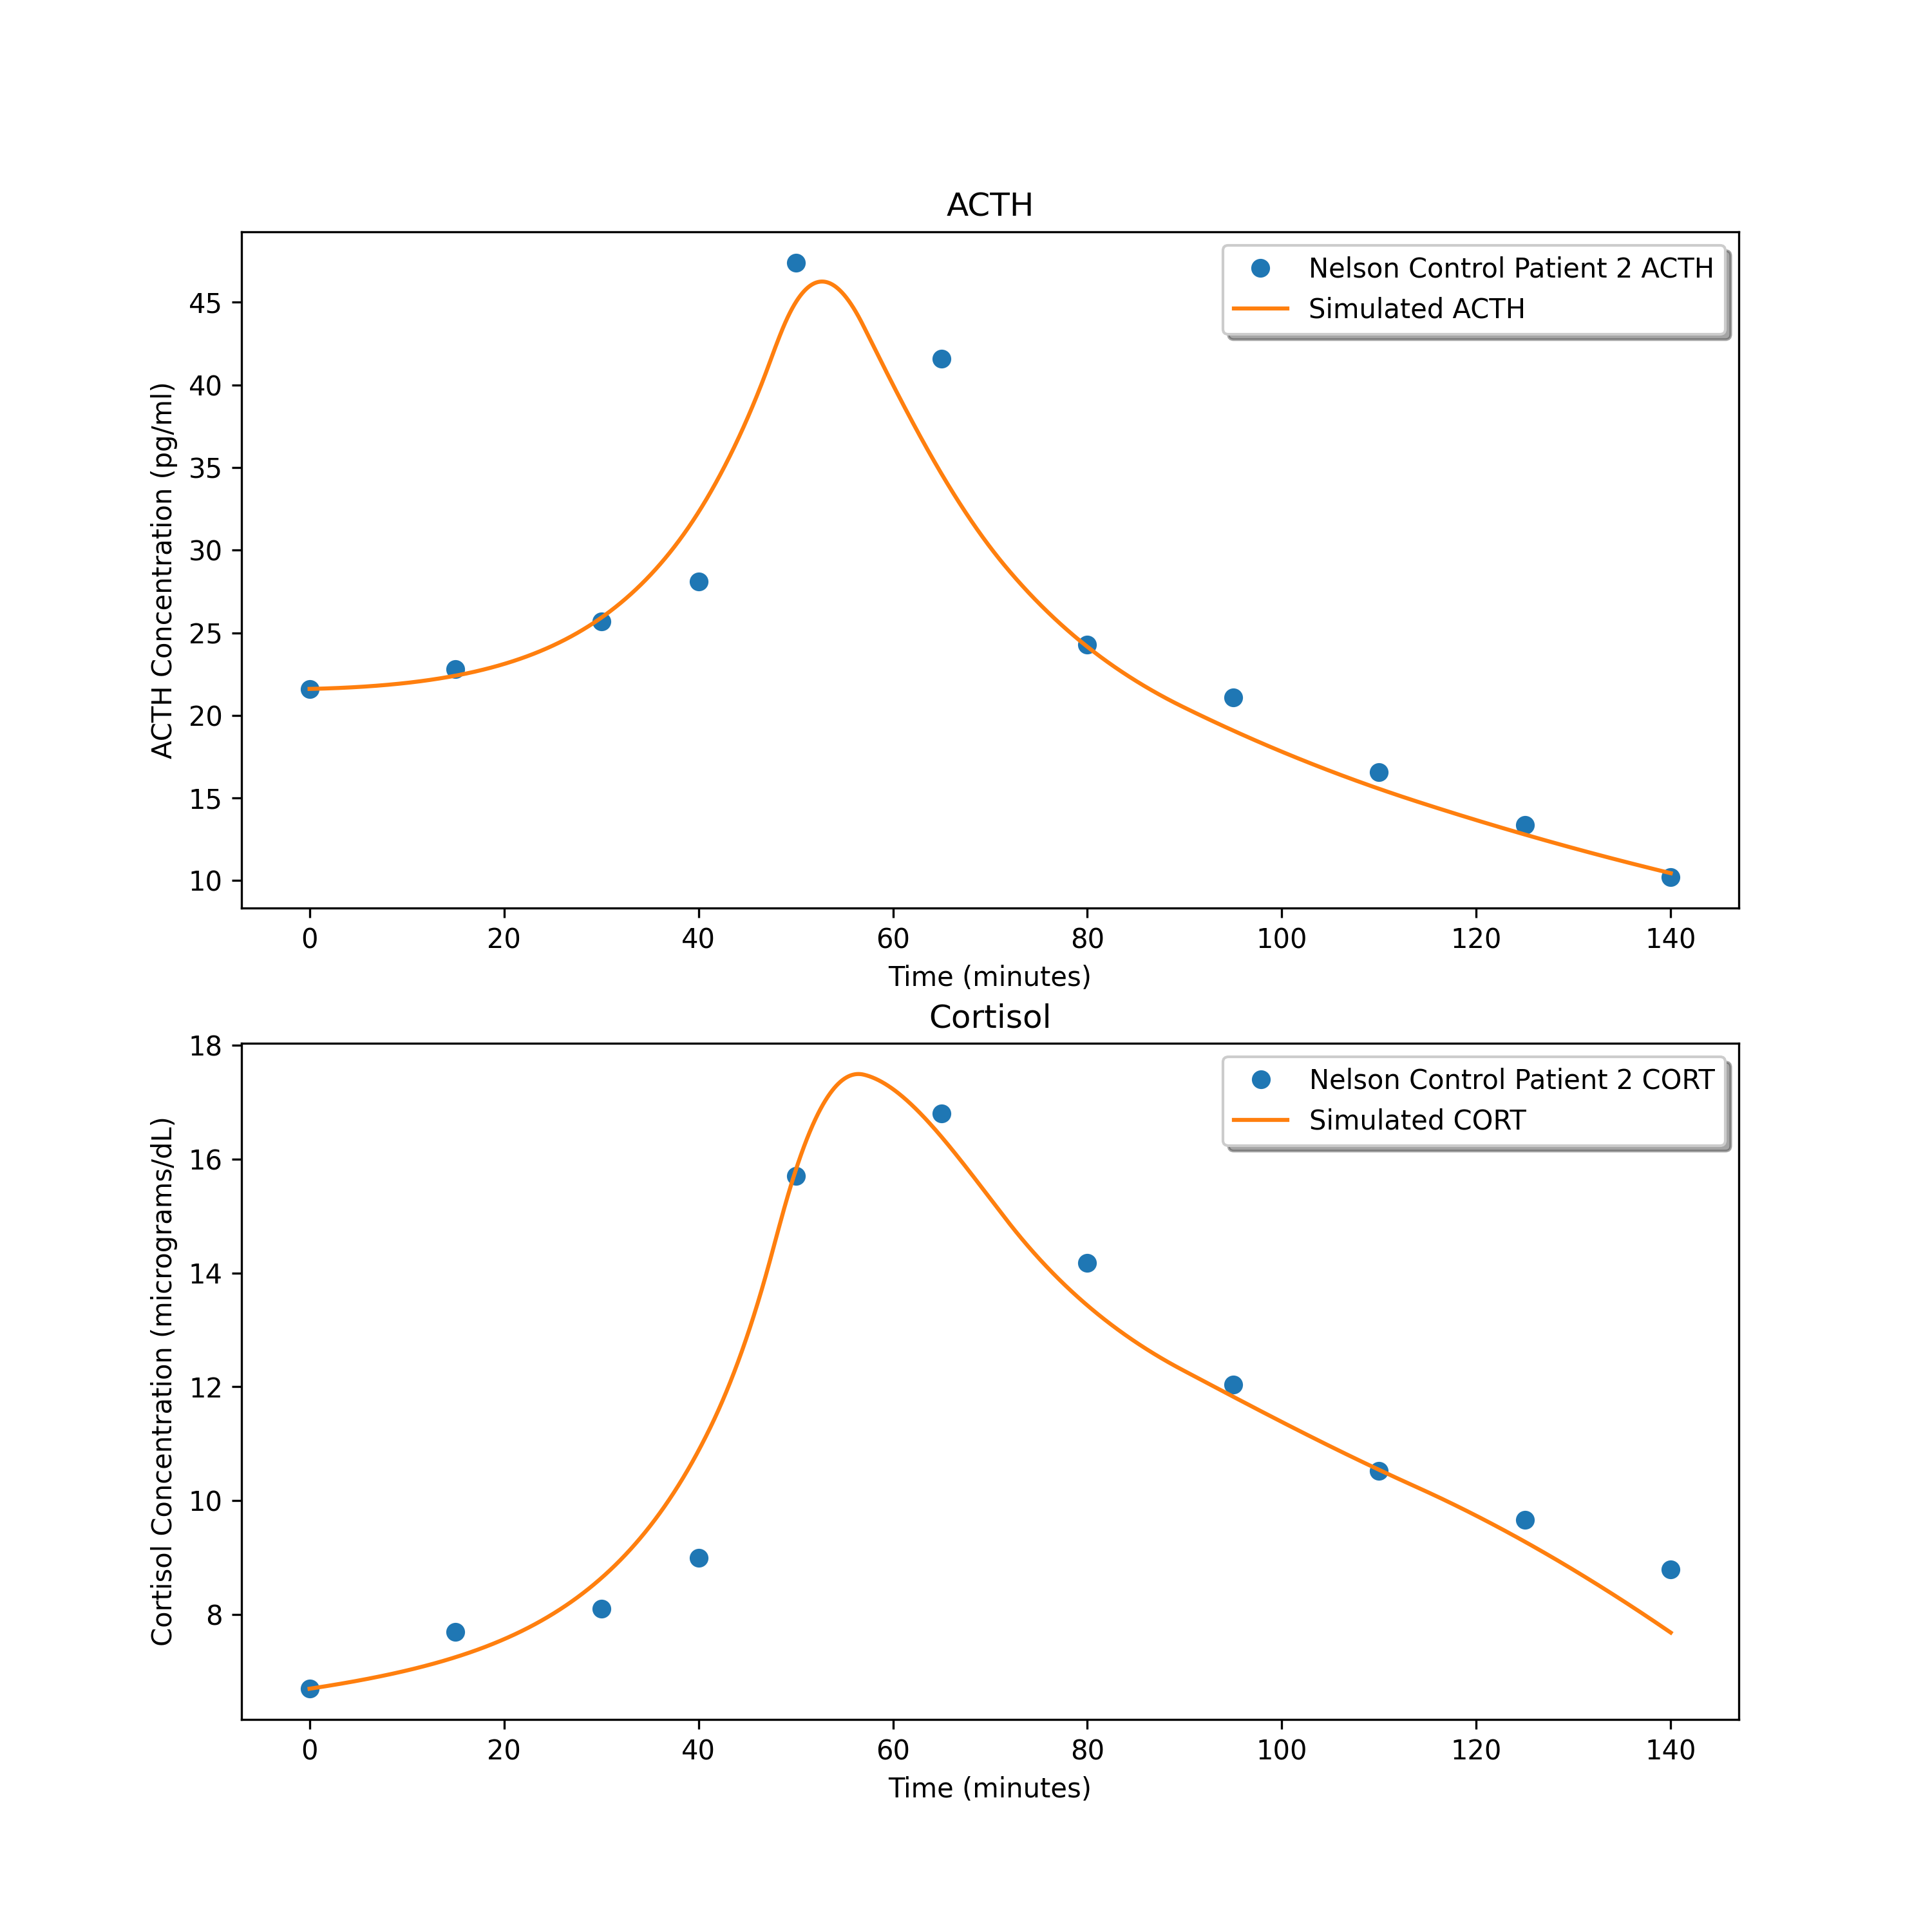 ACTH
Nelson Control Patient 2 ACTH
Simulated ACTH
ACTH Concentration (pg/ml)
45
40
35
30
25
20
15
10
0 20 40 60 80 100 120 140
Time (minutes)
Cortisol
Nelson Control Patient 2 CORT
Simulated CORT
Cortisol Concentration (micrograms/dL)
18
16
14
12
10
8
0 20 40 60 80 100 120 140
Time (minutes)